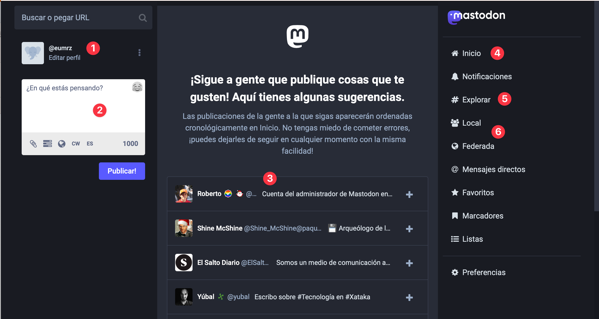 Buscar o pegar URL
@eumrz
1
Editar perfil
¿En qué estás pensando?
2
CW
ES
1000
Publicar!
¡Sigue a gente que publique cosas que te
gusten! Aquí tienes algunas sugerencias.
Las publicaciones de la gente a la que sigas aparecerán ordenadas
cronológicamente en Inicio. No tengas miedo de cometer errores,
¡puedes dejarles de seguir en cualquier momento con la misma
facilidad!
3
Roberto @... Cuenta del administrador de Mastodon en...
Shine McShine @Shine_McShine@paqu... Arqueólogo de l...
El Salto Diario @ElSalt... Somos un medio de comunicación a...
Yúbal @yubal Escribo sobre #Tecnología en #Xataka
mastodon
Inicio
4
Notificaciones
# Explorar
5
Local
6
Federada
@ Mensajes directos
Favoritos
Marcadores
Listas
Preferencias